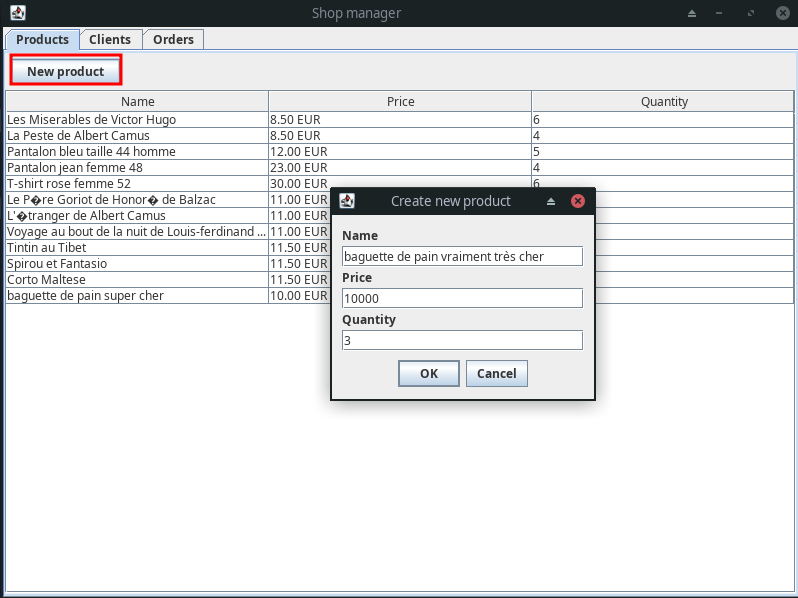 Shop manager
Products Clients Orders
New product
Name Price Quantity
Les Miserables de Victor Hugo 8.50 EUR 6
La Peste de Albert Camus 8.50 EUR 4
Pantalon bleu taille 44 homme 12.00 EUR 5
Pantalon jean femme 48 23.00 EUR 4
T-shirt rose femme 52 30.00 EUR 6
Le P�re Goriot de Honor� de Balzac 11.00 EUR
L'�tranger de Albert Camus 11.00 EUR
Voyage au bout de la nuit de Louis-ferdinand ... 11.00 EUR
Tintin au Tibet 11.50 EUR
Spirou et Fantasio 11.50 EUR
Corto Maltese 11.50 EUR
baguette de pain super cher 10.00 EUR
Create new product
Name
baguette de pain vraiment très cher
Price
10000
Quantity
3
OK Cancel